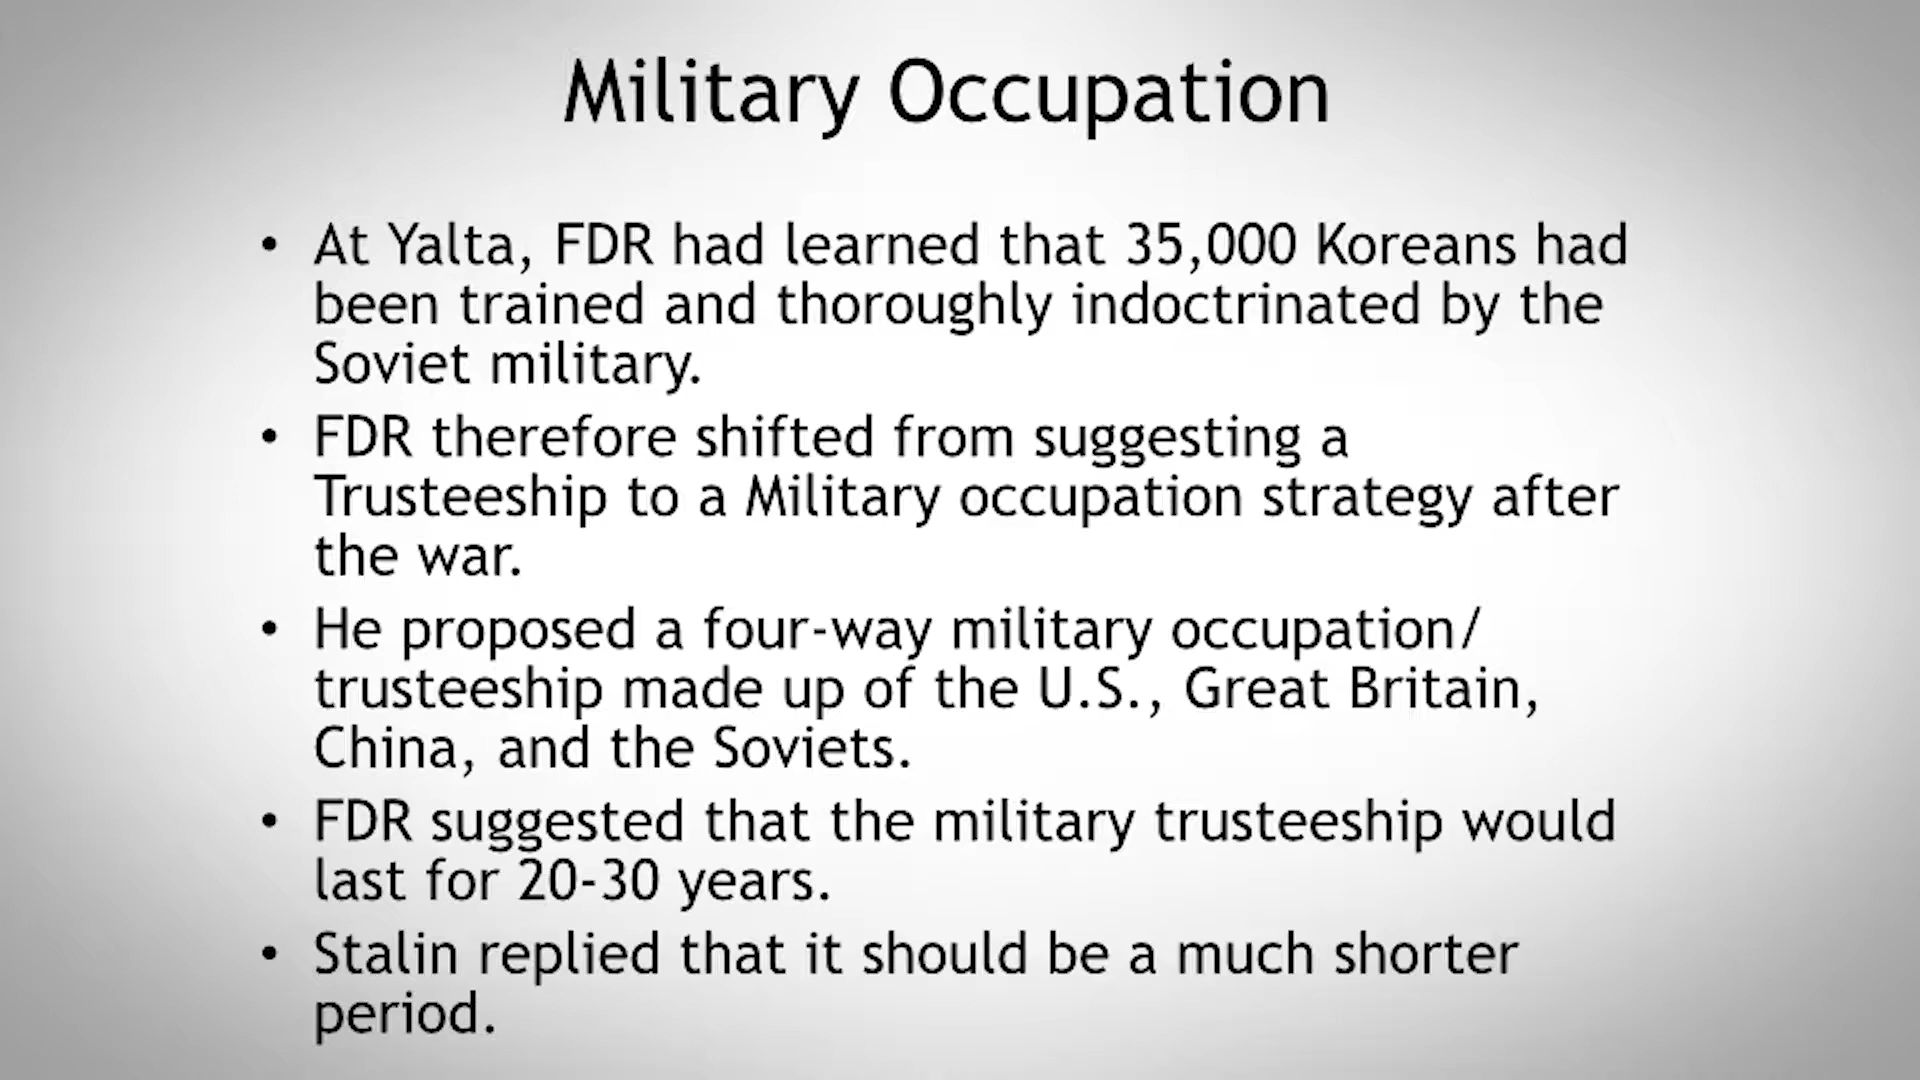 Military Occupation
• At Yalta, FDR had learned that 35,000 Koreans had
been trained and thoroughly indoctrinated by the
Soviet military.
• FDR therefore shifted from suggesting a
Trusteeship to a Military occupation strategy after
the war.
• He proposed a four-way military occupation/
trusteeship made up of the U.S., Great Britain,
China, and the Soviets.
• FDR suggested that the military trusteeship would
last for 20-30 years.
• Stalin replied that it should be a much shorter
period.